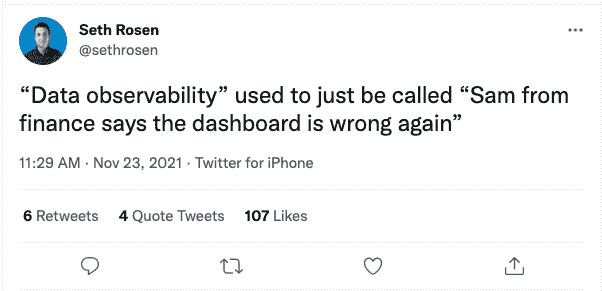 Seth Rosen
@sethrosen
“Data observability” used to just be called “Sam from
finance says the dashboard is wrong again”
11:29 AM · Nov 23, 2021 · Twitter for iPhone
6 Retweets 4 Quote Tweets 107 Likes